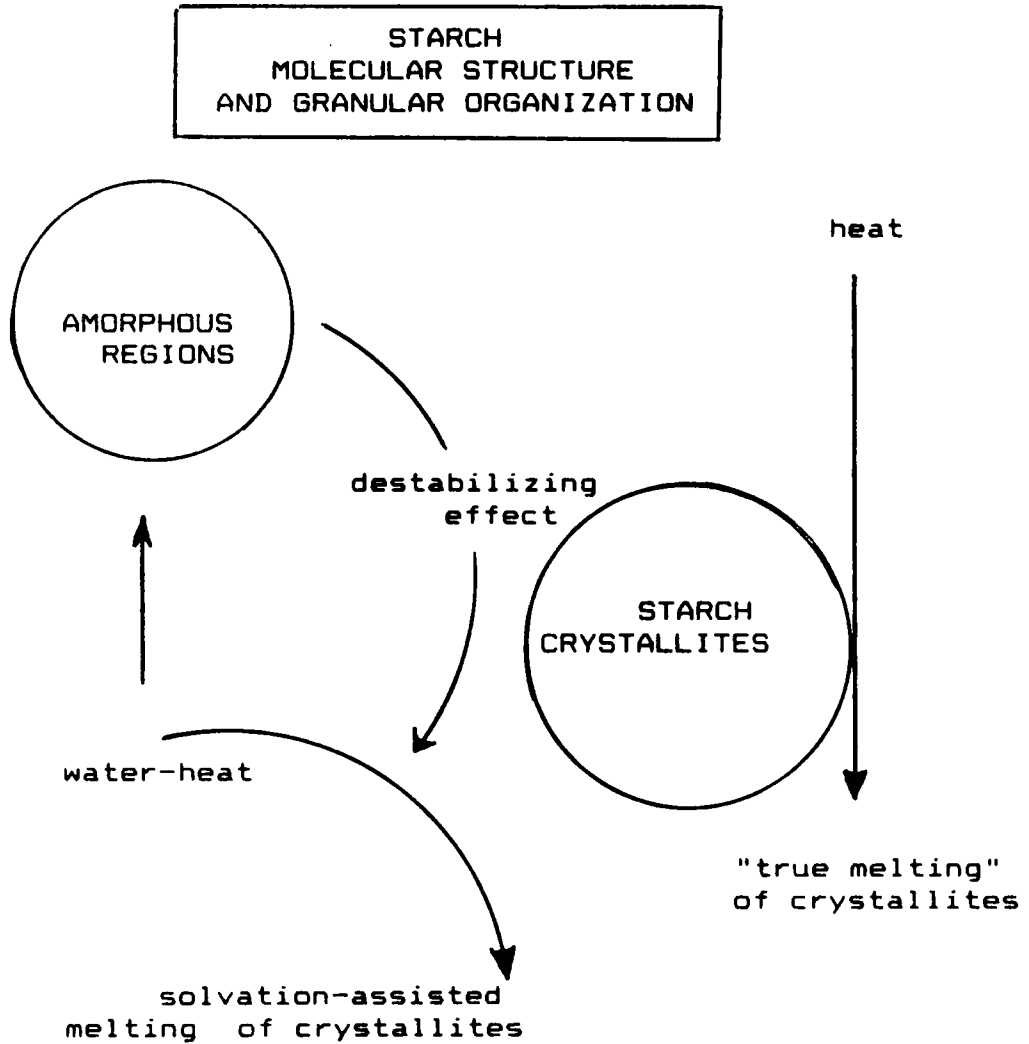 STARCH
MOLECULAR STRUCTURE
AND GRANULAR ORGANIZATION
heat
AMORPHOUS
REGIONS
destabilizing
effect
STARCH
CRYSTALLITES
water-heat
"true melting"
of crystallites
solvation-assisted
melting of crystallites